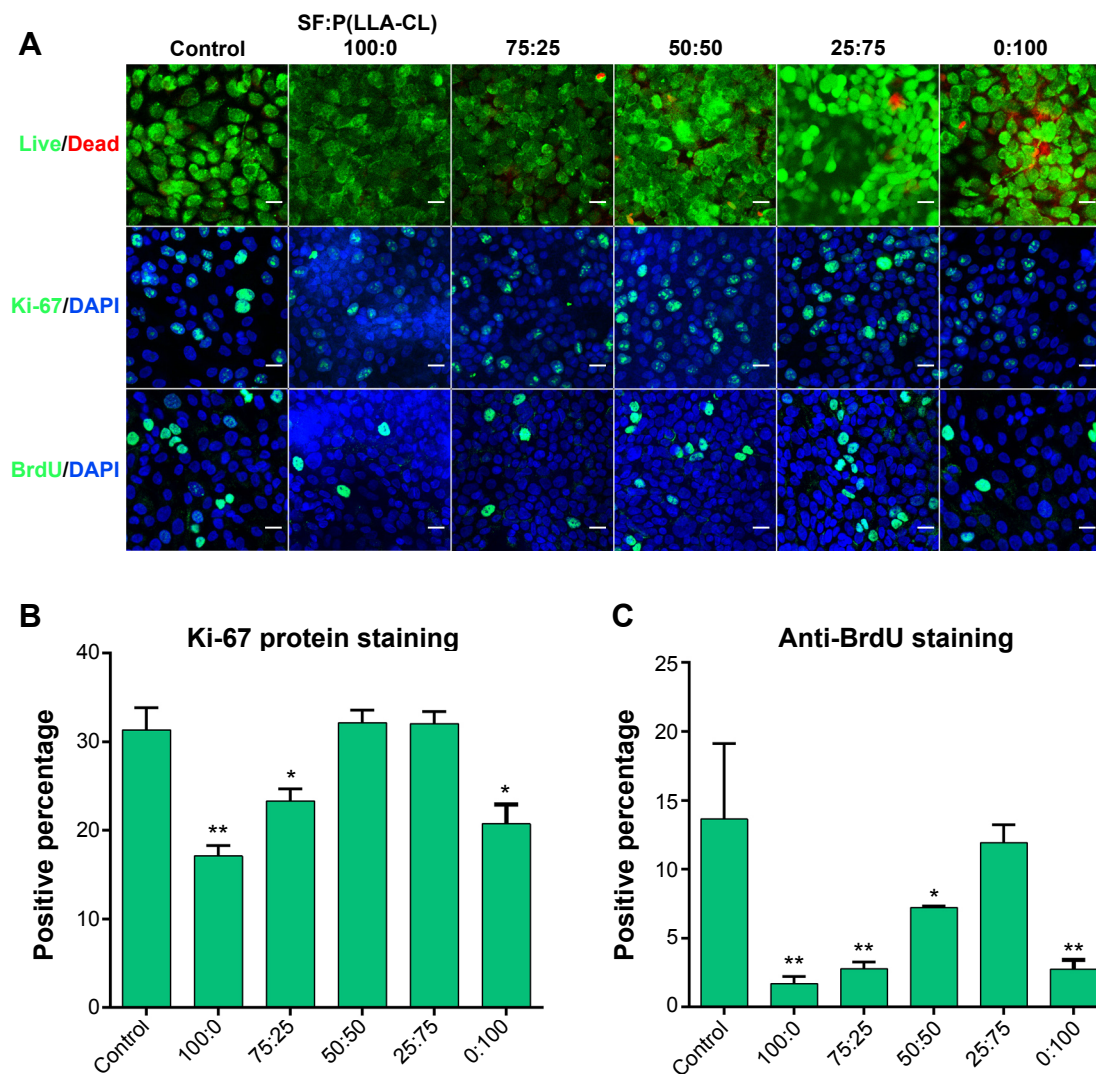 A
SF:P(LLA-CL)
Control 100:0 75:25 50:50 25:75 0:100
Live/Dead
Ki-67/DAPI
BrdU/DAPI
B
Ki-67 protein staining
Positive percentage
40
30
20
10
0
**
*
*
Control 100:0 75:25 50:50 25:75 0:100
C
Anti-BrdU staining
Positive percentage
25
20
15
10
5
0
**
**
*
**
Control 100:0 75:25 50:50 25:75 0:100